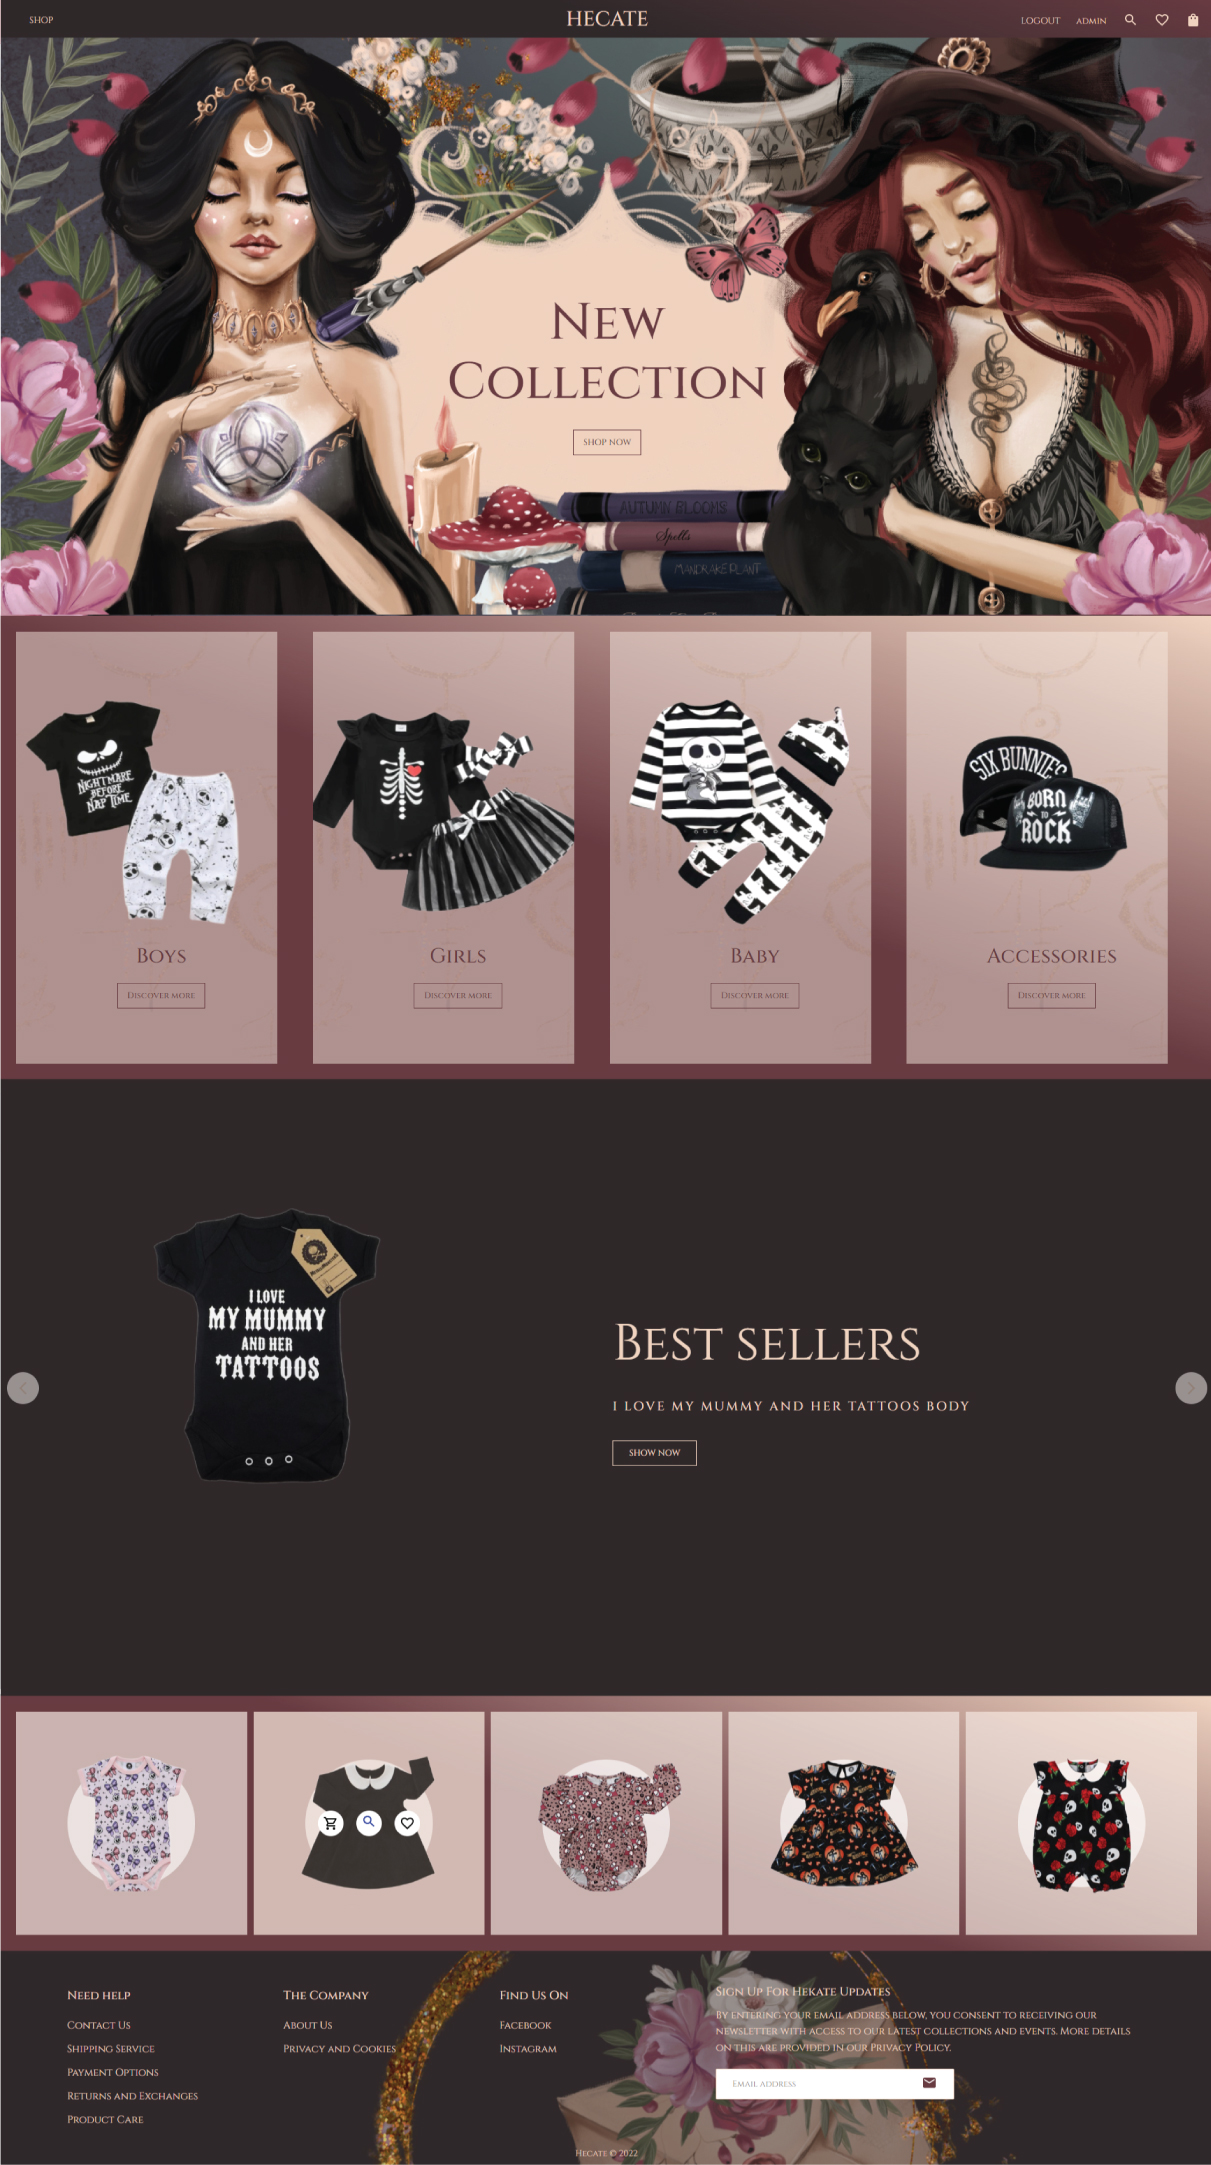 SHOP
HECATE
LOGOUT
ADMIN
NEW
COLLECTION
SHOP NOW
AUTUMN BLOOMS
Spells
MANDRAKE PLANT
NIGHTMARE
BEFORE
NAP TIME
SIX BUNNIES
BORN
TO
ROCK
BOYS
GIRLS
BABY
ACCESSORIES
DISCOVER MORE
DISCOVER MORE
DISCOVER MORE
DISCOVER MORE
I LOVE
MY MUMMY
AND HER
TATTOOS
BEST SELLERS
I LOVE MY MUMMY AND HER TATTOOS BODY
SHOW NOW
NEED HELP
CONTACT US
SHIPPING SERVICE
PAYMENT OPTIONS
RETURNS AND EXCHANGES
PRODUCT CARE
THE COMPANY
ABOUT US
PRIVACY AND COOKIES
FIND US ON
FACEBOOK
INSTAGRAM
SIGN UP FOR HEKATE UPDATES
BY ENTERING YOUR EMAIL ADDRESS BELOW, YOU CONSENT TO RECEIVING OUR
NEWSLETTER WITH ACCESS TO OUR LATEST COLLECTIONS AND EVENTS. MORE DETAILS
ON THIS ARE PROVIDED IN OUR PRIVACY POLICY.
EMAIL ADDRESS
HECATE © 2022